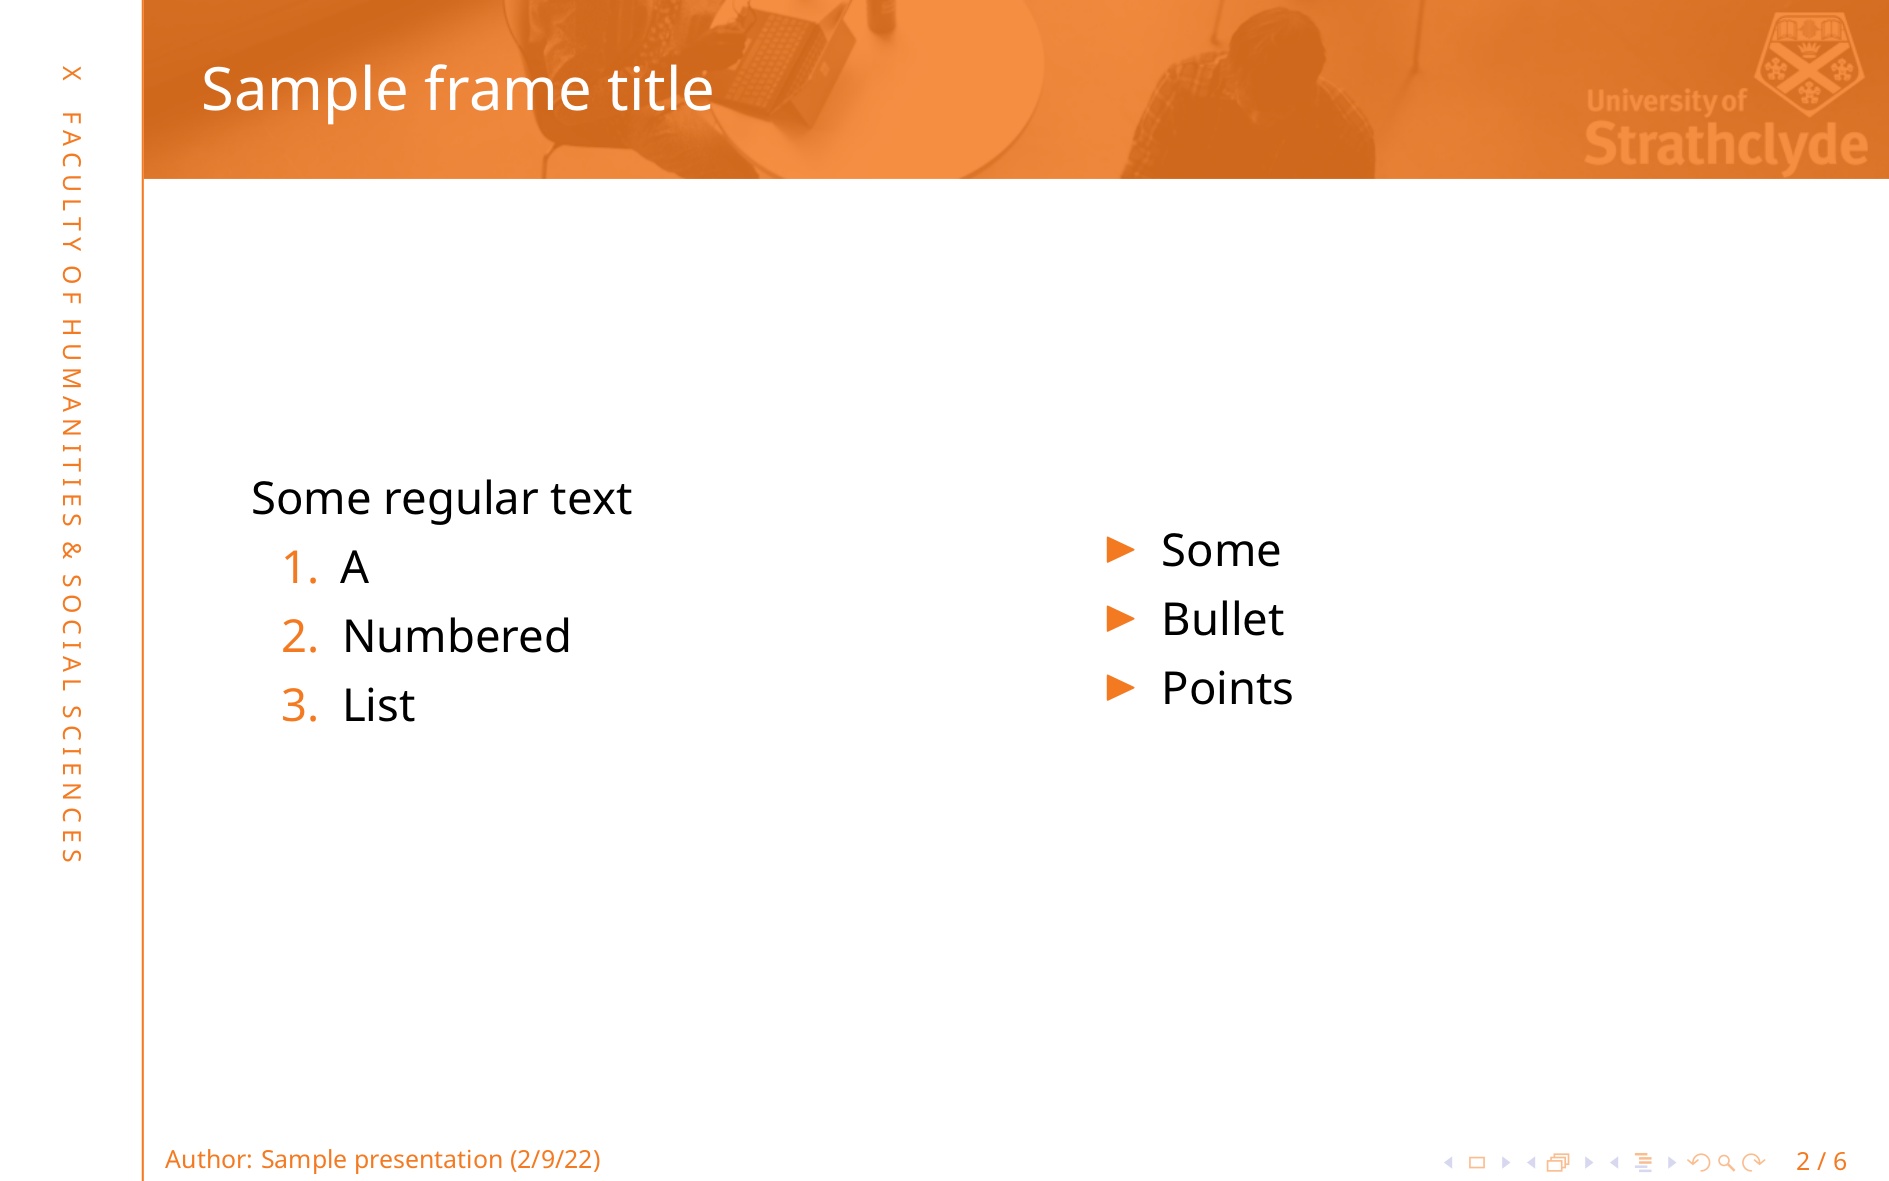 Sample frame title
University of
Strathclyde
X FACULTY OF HUMANITIES & SOCIAL SCIENCES
Some regular text
1. A
2. Numbered
3. List
Some
Bullet
Points
Author: Sample presentation (2/9/22)
2 / 6